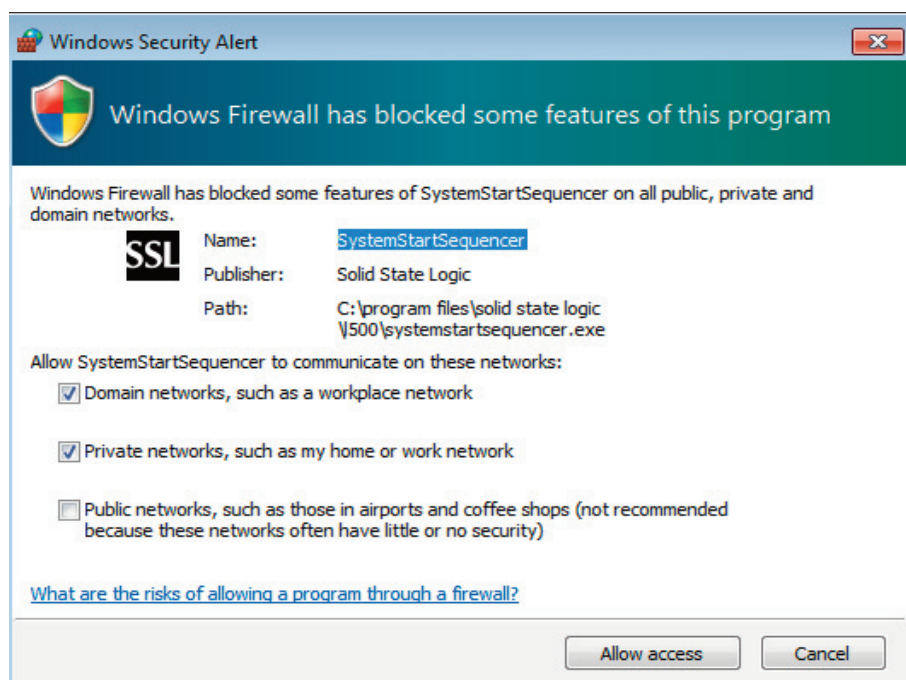 Windows Security Alert
Windows Firewall has blocked some features of this program
Windows Firewall has blocked some features of SystemStartSequencer on all public, private and
domain networks.
SSL
Name: SystemStartSequencer
Publisher: Solid State Logic
Path: C:\program files\solid state logic
\l500\systemstartsequencer.exe
Allow SystemStartSequencer to communicate on these networks:
Domain networks, such as a workplace network
Private networks, such as my home or work network
Public networks, such as those in airports and coffee shops (not recommended
because these networks often have little or no security)
What are the risks of allowing a program through a firewall?
Allow access
Cancel